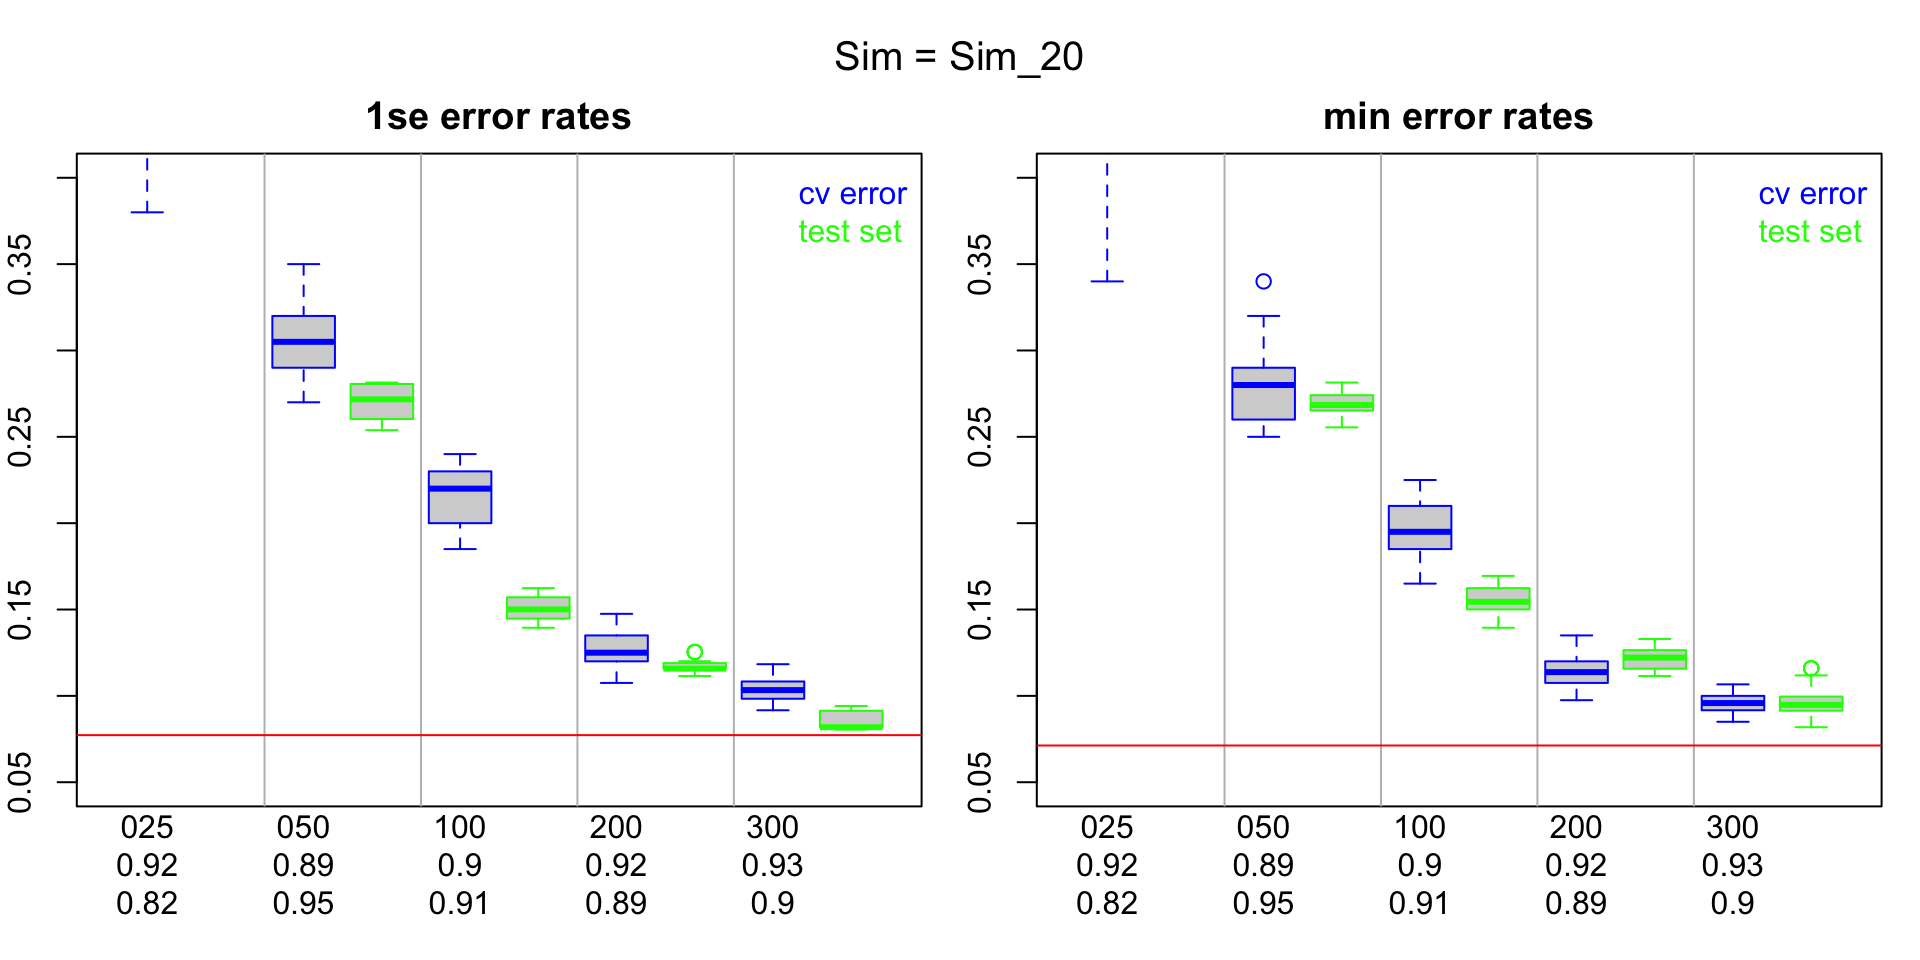 Sim = Sim_20
1se error rates
cv error
test set
0.35
0.25
0.15
0.05
025 050 100 200 300
0.92 0.89 0.9 0.92 0.93
0.82 0.95 0.91 0.89 0.9
min error rates
cv error
test set
0.35
0.25
0.15
0.05
025 050 100 200 300
0.92 0.89 0.9 0.92 0.93
0.82 0.95 0.91 0.89 0.9